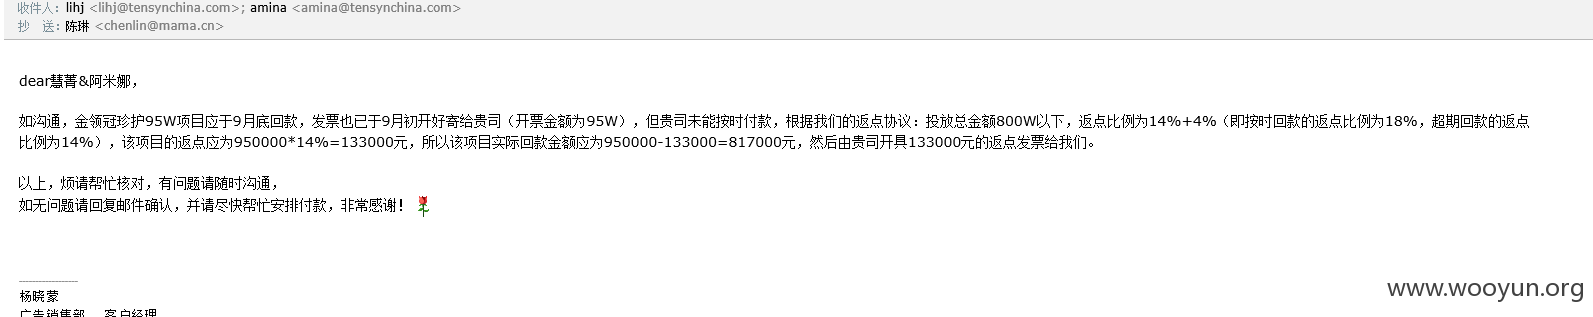 收件人： lihj <lihj@tensynchina.com>; amina <amina@tensynchina.com>
抄 送： 陈琳 <chenlin@mama.cn>
dear慧菁&阿米娜，
如沟通，金领冠珍护95W项目应于9月底回款，发票也已于9月初开好寄给贵司（开票金额为95W），但贵司未能按时付款，根据我们的返点协议：投放总金额800W以下，返点比例为14%+4%（即按时回款的返点比例为18%，超期回款的返点
比例为14%），该项目的返点应为950000*14%=133000元，所以该项目实际回款金额应为950000-133000=817000元，然后由贵司开具133000元的返点发票给我们。
以上，烦请帮忙核对，有问题请随时沟通，
如无问题请回复邮件确认，并请尽快帮忙安排付款，非常感谢！
杨晓蒙
广告销售部 客户经理
www.wooyun.org